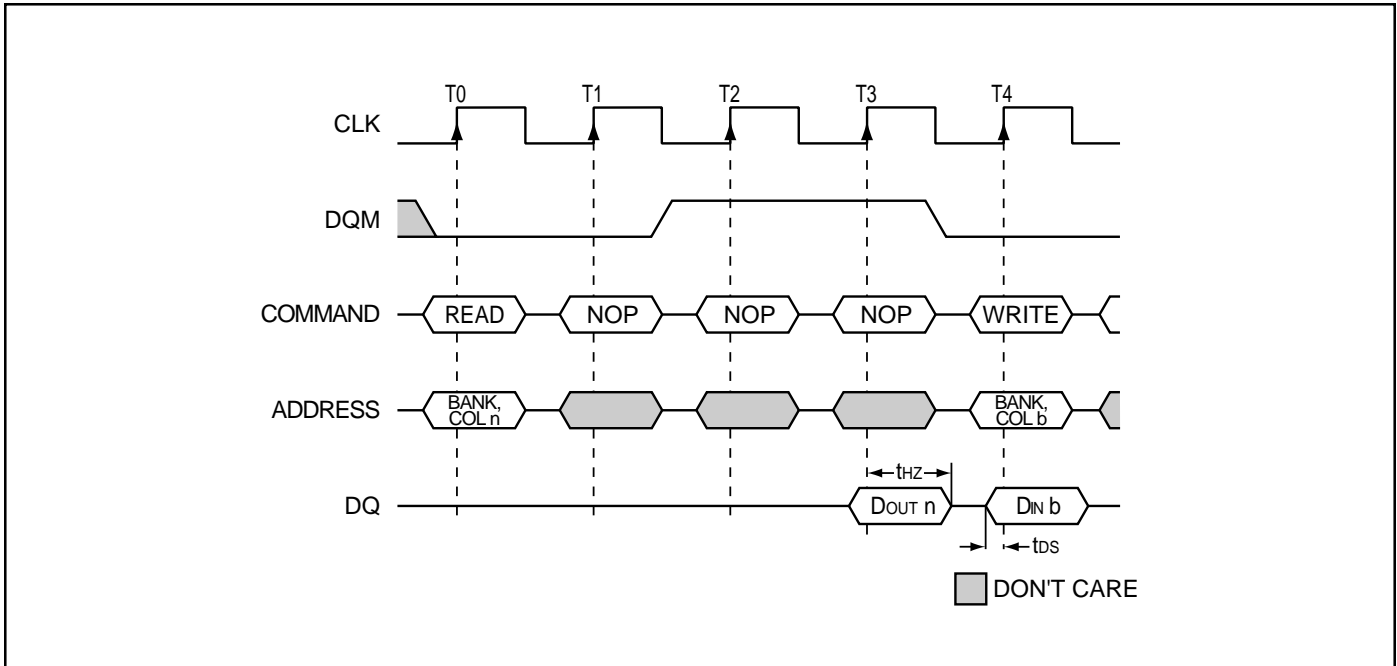 T0 T1 T2 T3 T4
CLK
DQM
COMMAND READ NOP NOP NOP WRITE
ADDRESS BANK, COL n BANK, COL b
tHZ
DQ DOUT n DIN b
tDS
DON'T CARE